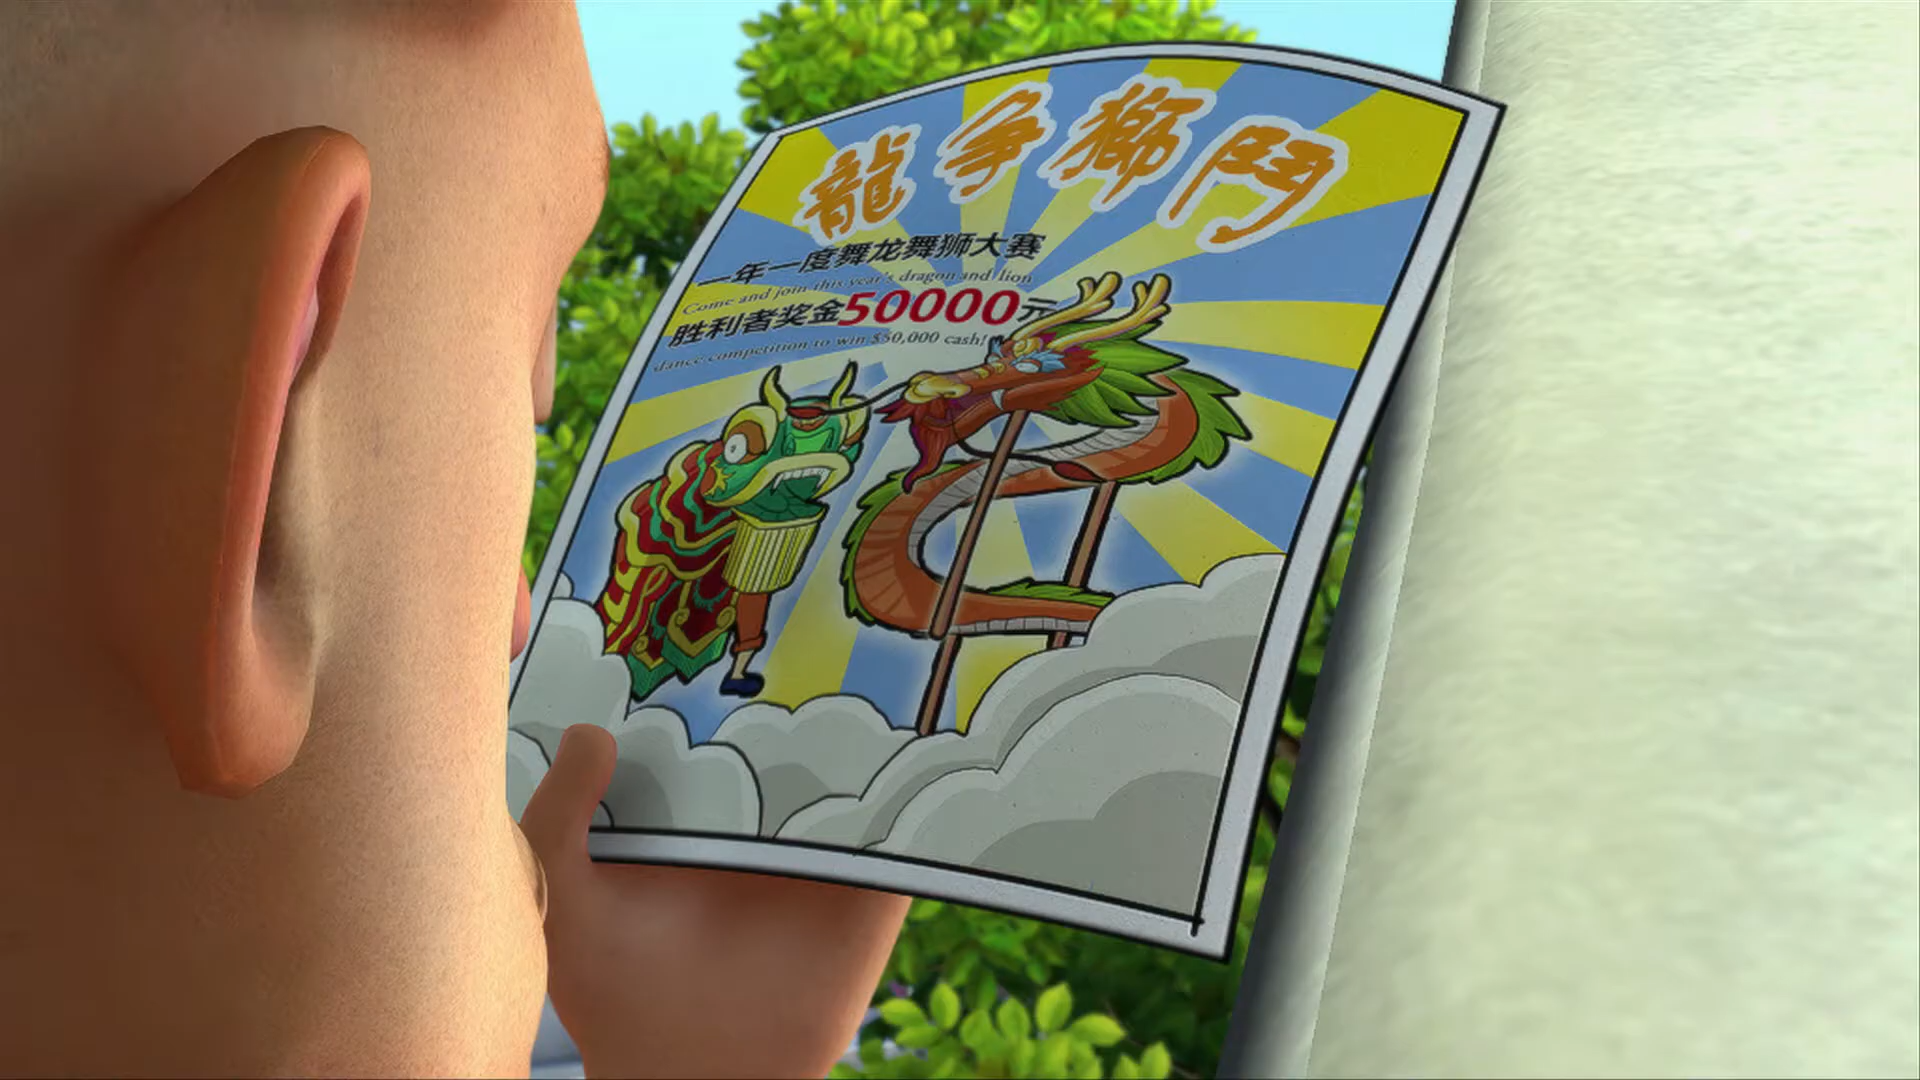 龍爭獅鬥
一年一度舞龙舞狮大赛
Come and join this year's dragon and lion
胜利者奖金50000元
dance competition to win $50,000 cash!